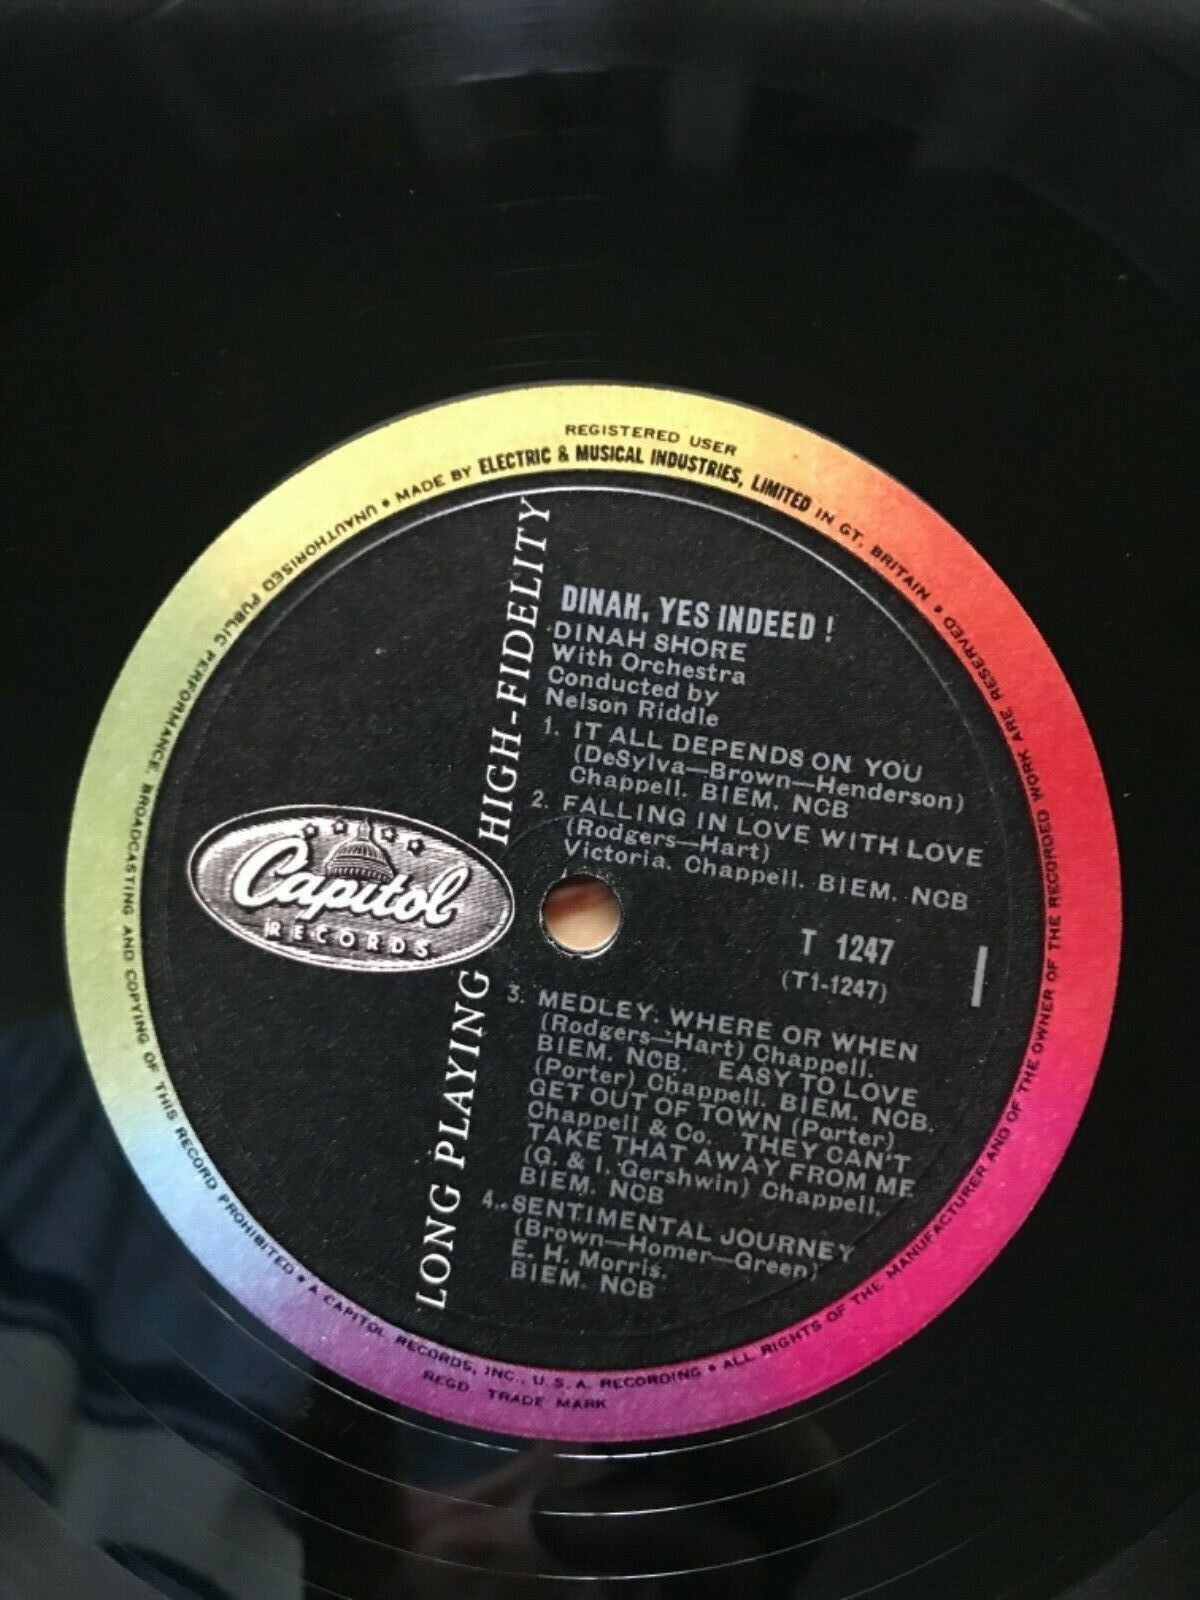 REGISTERED USER
MADE BY ELECTRIC & MUSICAL INDUSTRIES, LIMITED IN GT. BRITAIN • ALL RIGHTS OF THE MANUFACTURER AND OF THE OWNER OF THE RECORDED WORK ARE RESERVED •
UNAUTHORISED PUBLIC PERFORMANCE, BROADCASTING AND COPYING OF THIS RECORD PROHIBITED • A CAPITOL RECORDS, INC., U.S.A. RECORDING •
REGD. TRADE MARK
LONG PLAYING HIGH-FIDELITY
Capitol
RECORDS
DINAH, YES INDEED !
DINAH SHORE
With Orchestra
Conducted by
Nelson Riddle
1. IT ALL DEPENDS ON YOU
(DeSylva—Brown—Henderson)
Chappell. BIEM. NCB
2. FALLING IN LOVE WITH LOVE
(Rodgers—Hart)
Victoria. Chappell. BIEM. NCB
T 1247
(T1-1247)
1
3. MEDLEY: WHERE OR WHEN
(Rodgers—Hart) Chappell.
BIEM. NCB. EASY TO LOVE
(Porter) Chappell. BIEM. NCB.
GET OUT OF TOWN (Porter)
Chappell & Co. THEY CAN'T
TAKE THAT AWAY FROM ME
(G. & I. Gershwin) Chappell.
BIEM. NCB
4. SENTIMENTAL JOURNEY
(Brown—Homer—Green)
E. H. Morris.
BIEM. NCB